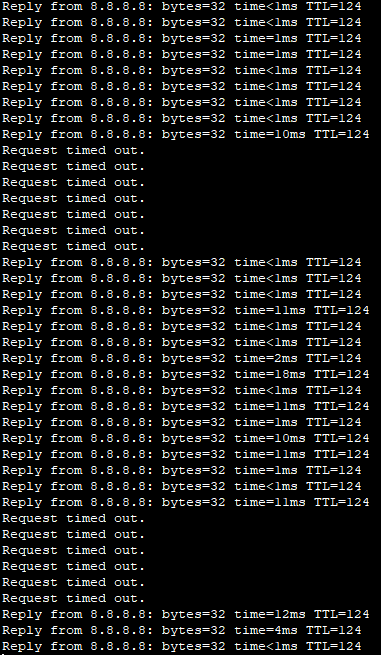 Reply from 8.8.8.8: bytes=32 time<1ms TTL=124
Reply from 8.8.8.8: bytes=32 time<1ms TTL=124
Reply from 8.8.8.8: bytes=32 time=1ms TTL=124
Reply from 8.8.8.8: bytes=32 time=1ms TTL=124
Reply from 8.8.8.8: bytes=32 time<1ms TTL=124
Reply from 8.8.8.8: bytes=32 time<1ms TTL=124
Reply from 8.8.8.8: bytes=32 time<1ms TTL=124
Reply from 8.8.8.8: bytes=32 time<1ms TTL=124
Reply from 8.8.8.8: bytes=32 time=10ms TTL=124
Request timed out.
Request timed out.
Request timed out.
Request timed out.
Request timed out.
Request timed out.
Request timed out.
Reply from 8.8.8.8: bytes=32 time<1ms TTL=124
Reply from 8.8.8.8: bytes=32 time<1ms TTL=124
Reply from 8.8.8.8: bytes=32 time<1ms TTL=124
Reply from 8.8.8.8: bytes=32 time=11ms TTL=124
Reply from 8.8.8.8: bytes=32 time<1ms TTL=124
Reply from 8.8.8.8: bytes=32 time<1ms TTL=124
Reply from 8.8.8.8: bytes=32 time=2ms TTL=124
Reply from 8.8.8.8: bytes=32 time=18ms TTL=124
Reply from 8.8.8.8: bytes=32 time<1ms TTL=124
Reply from 8.8.8.8: bytes=32 time=11ms TTL=124
Reply from 8.8.8.8: bytes=32 time=1ms TTL=124
Reply from 8.8.8.8: bytes=32 time=10ms TTL=124
Reply from 8.8.8.8: bytes=32 time=11ms TTL=124
Reply from 8.8.8.8: bytes=32 time=1ms TTL=124
Reply from 8.8.8.8: bytes=32 time<1ms TTL=124
Reply from 8.8.8.8: bytes=32 time=11ms TTL=124
Request timed out.
Request timed out.
Request timed out.
Request timed out.
Request timed out.
Request timed out.
Reply from 8.8.8.8: bytes=32 time=12ms TTL=124
Reply from 8.8.8.8: bytes=32 time=4ms TTL=124
Reply from 8.8.8.8: bytes=32 time<1ms TTL=124